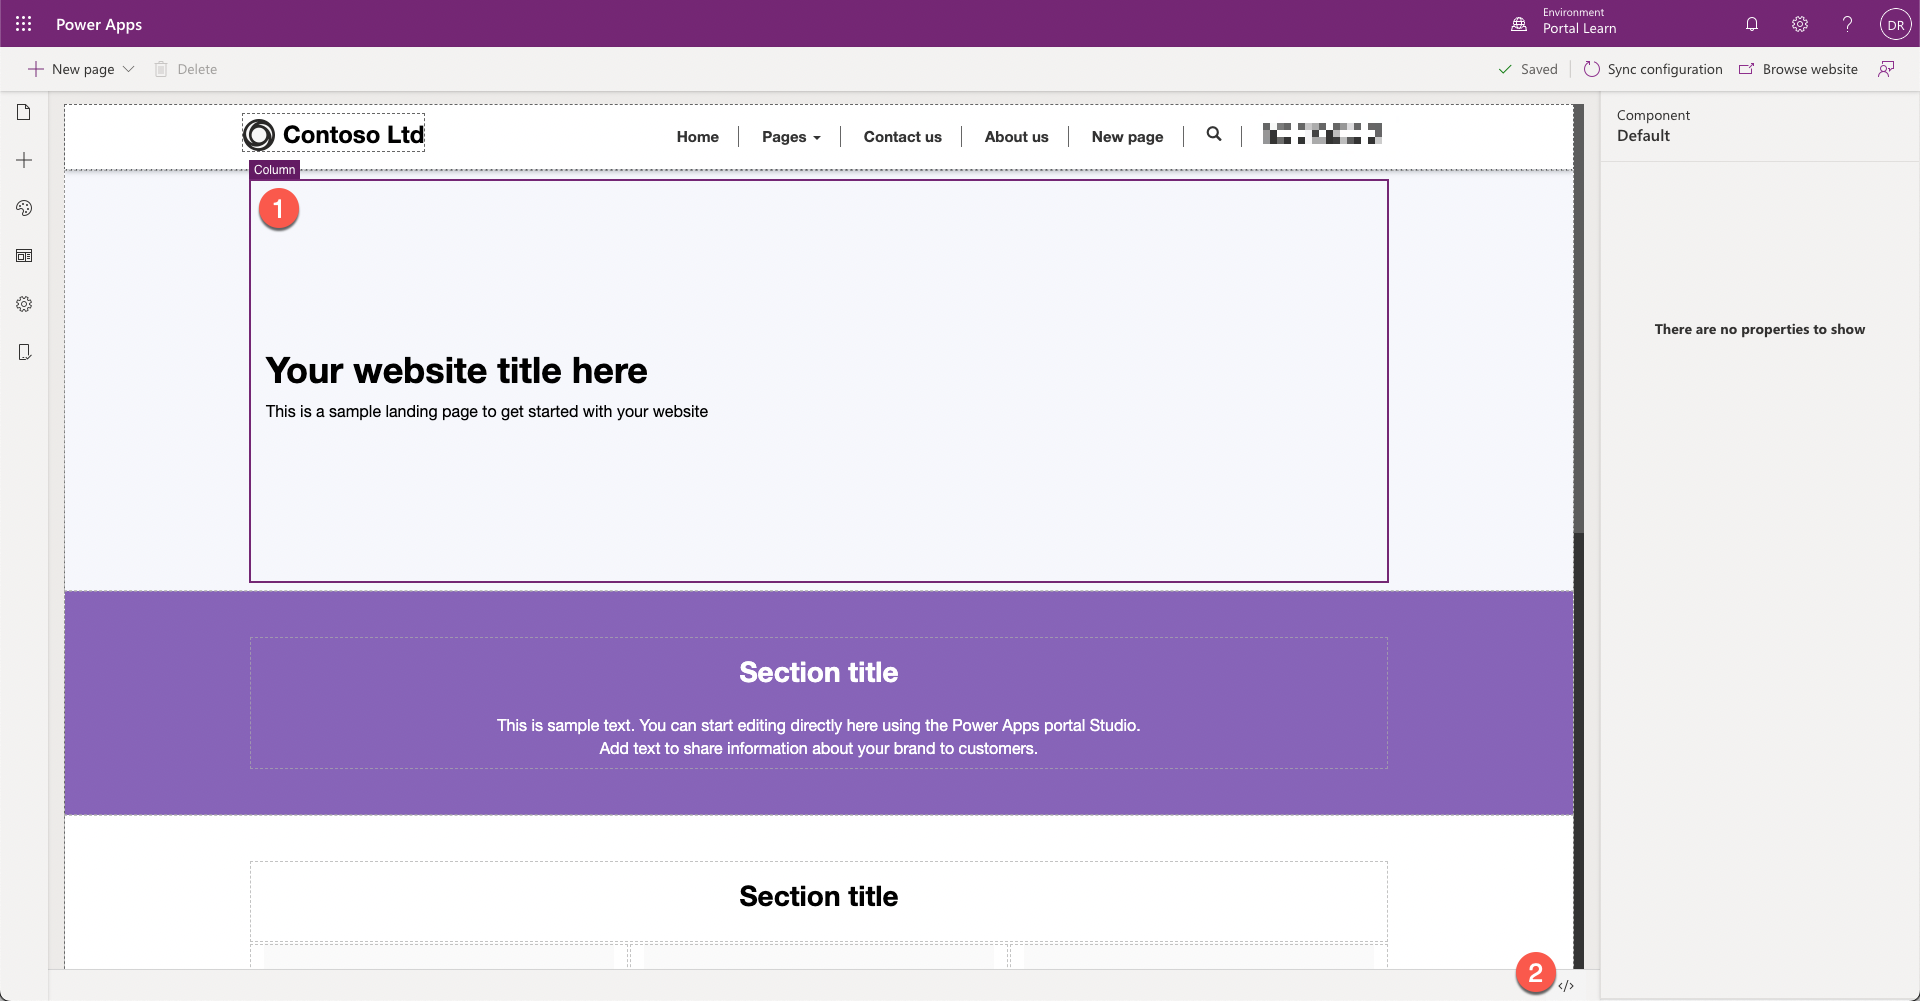 Power Apps
Environment
Portal Learn
DR
New page
Delete
Saved
Sync configuration
Browse website
Contoso Ltd
Home
Pages
Contact us
About us
New page
Component
Default
Column
1
There are no properties to show
Your website title here
This is a sample landing page to get started with your website
Section title
This is sample text. You can start editing directly here using the Power Apps portal Studio.
Add text to share information about your brand to customers.
Section title
2
</>